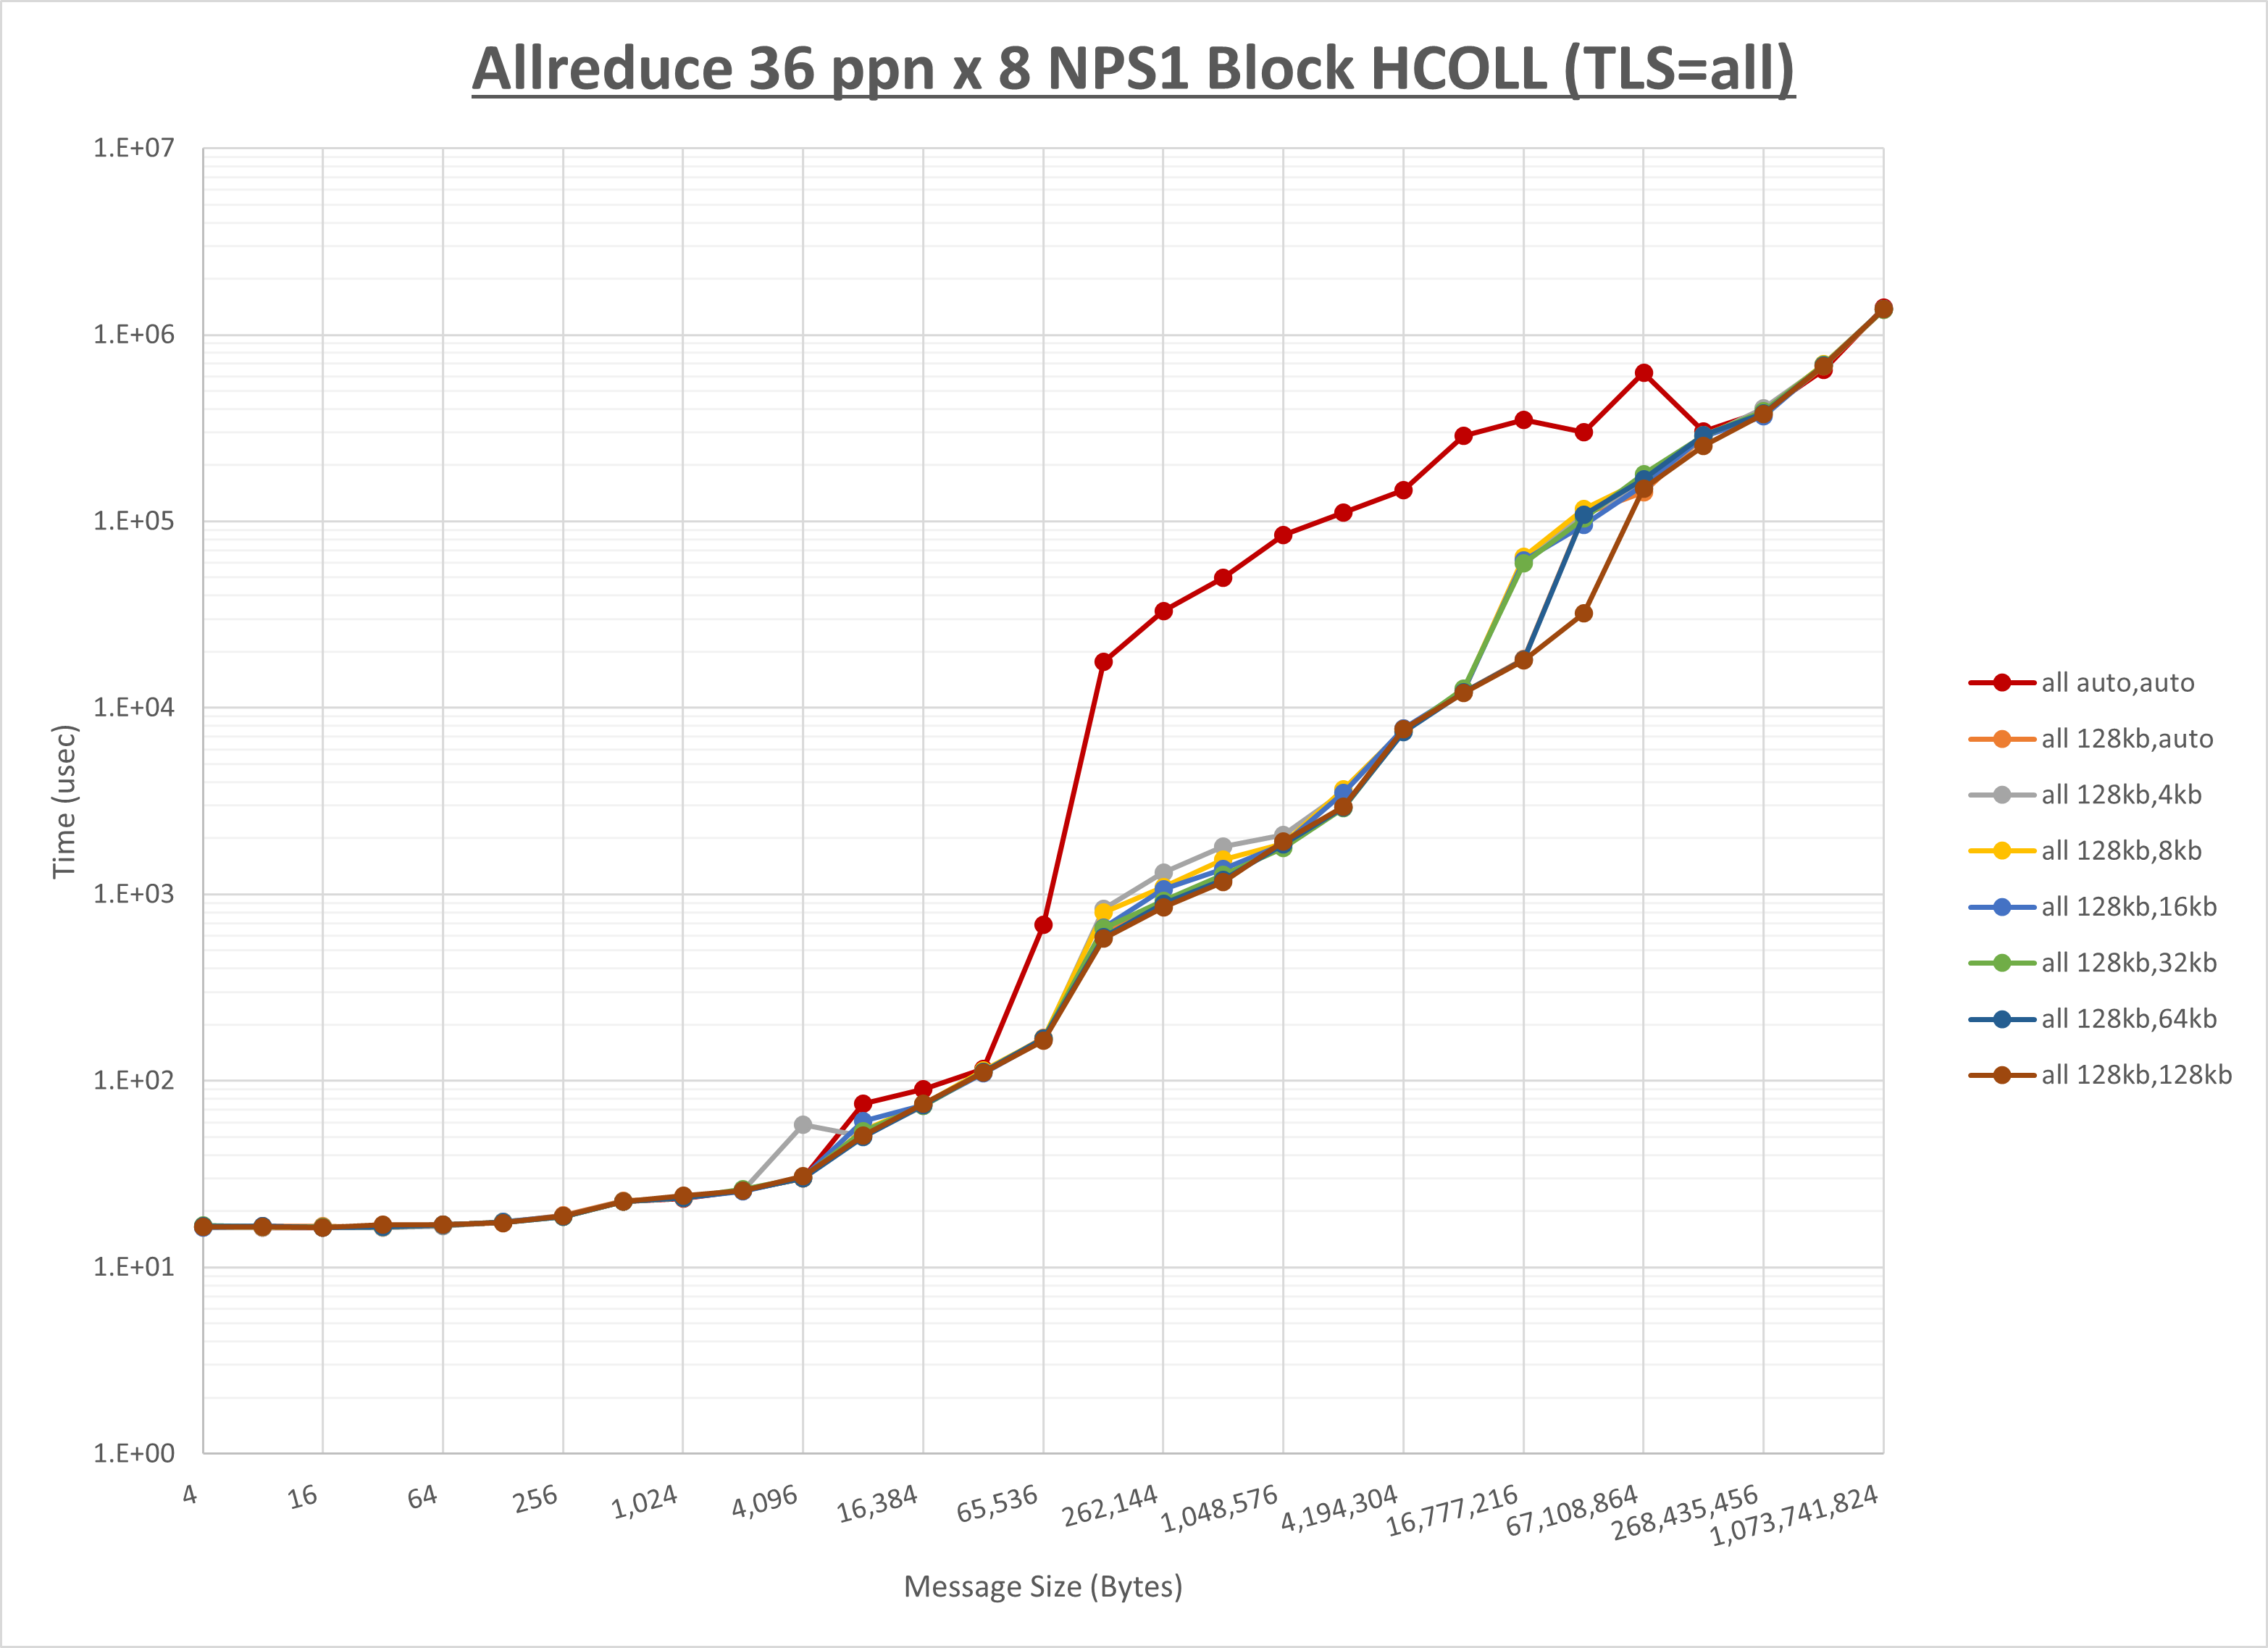 Allreduce 36 ppn x 8 NPS1 Block HCOLL (TLS=all)
1.E+07
1.E+06
1.E+05
1.E+04
1.E+03
1.E+02
1.E+01
1.E+00
Time (usec)
4
16
64
256
1,024
4,096
16,384
65,536
262,144
1,048,576
4,194,304
16,777,216
67,108,864
268,435,456
1,073,741,824
Message Size (Bytes)
all auto,auto
all 128kb,auto
all 128kb,4kb
all 128kb,8kb
all 128kb,16kb
all 128kb,32kb
all 128kb,64kb
all 128kb,128kb